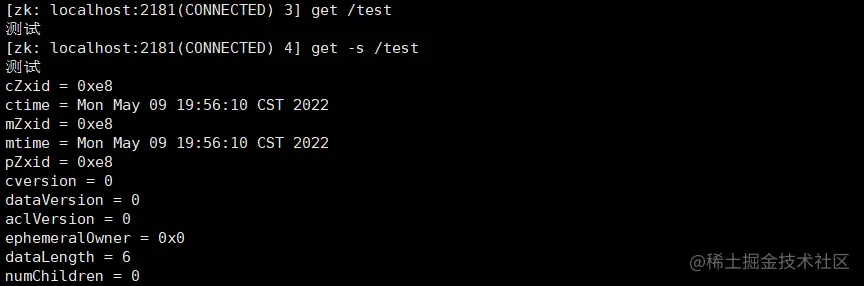 [zk: localhost:2181(CONNECTED) 3] get /test
测试
[zk: localhost:2181(CONNECTED) 4] get -s /test
测试
cZxid = 0xe8
ctime = Mon May 09 19:56:10 CST 2022
mZxid = 0xe8
mtime = Mon May 09 19:56:10 CST 2022
pZxid = 0xe8
cversion = 0
dataVersion = 0
aclVersion = 0
ephemeralOwner = 0x0
dataLength = 6
numChildren = 0
@稀土掘金技术社区